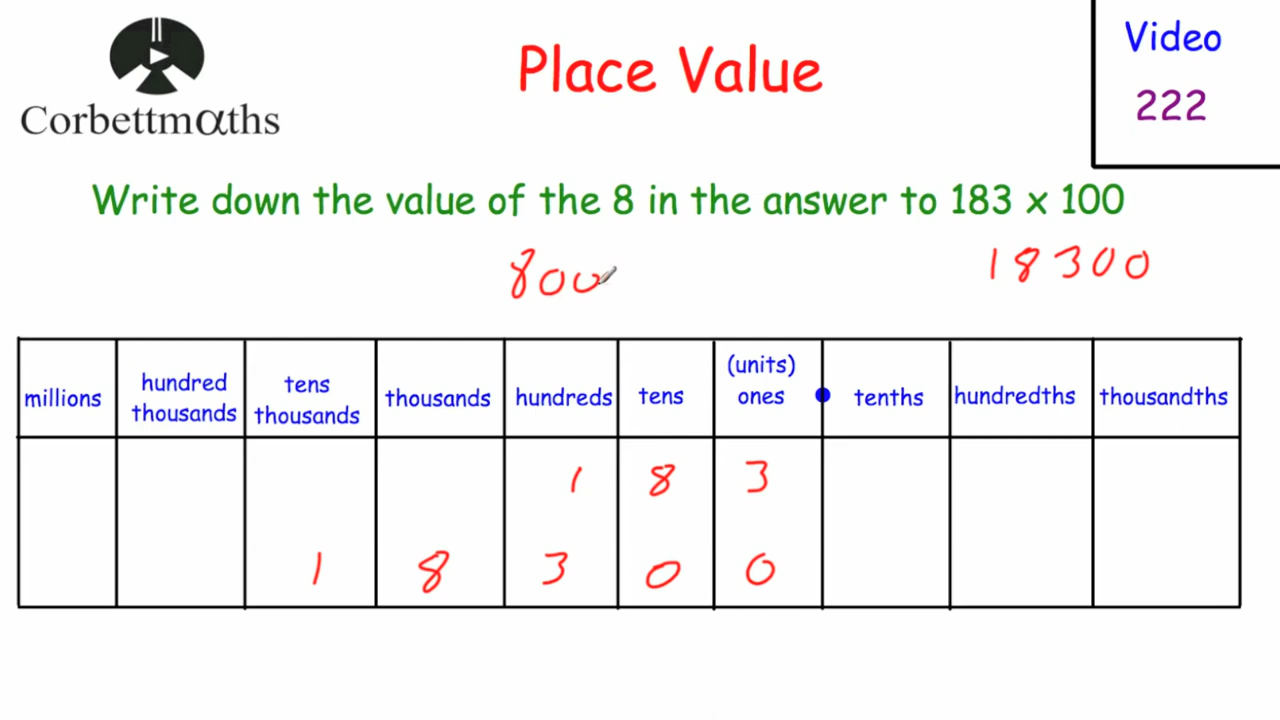 Corbettmαths
Place Value
Video
222
Write down the value of the 8 in the answer to 183 x 100
800
18300
millions hundred thousands tens thousands thousands hundreds tens (units) ones • tenths hundredths thousandths
1 8 3
1 8 3 0 0